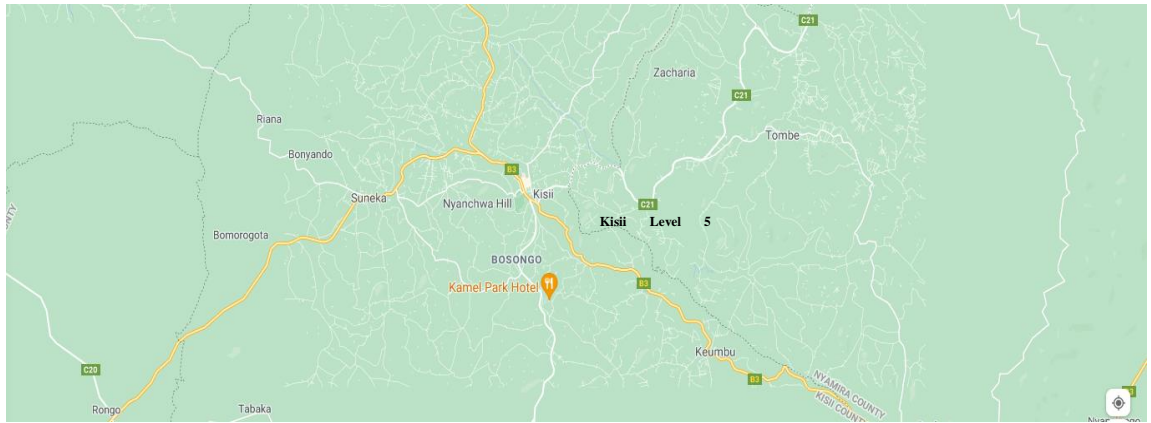 C21
Zacharia
C21
Riana
Tombe
Bonyando
B3
Suneka
Kisii
Nyanchwa Hill
C21
Kisii Level 5
Bomorogota
BOSONGO
Kamel Park Hotel
B3
Keumbu
C20
B3
NYAMIRA COUNTY
KISII COUNTY
Rongo
Tabaka